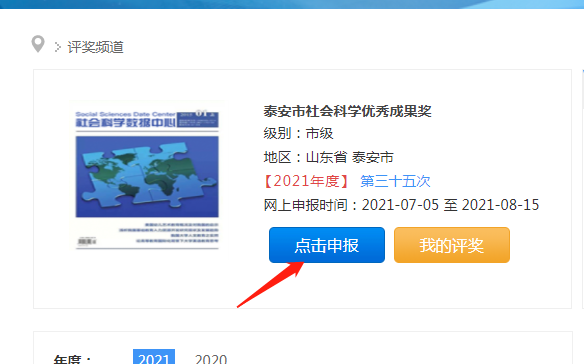 评奖频道
Social Sciences Date Center
社会科学数据中心
泰安市社会科学优秀成果奖
级别：市级
地区：山东省 泰安市
【2021年度】 第三十五次
网上申报时间：2021-07-05 至 2021-08-15
点击申报
我的评奖
年度：
2021
2020